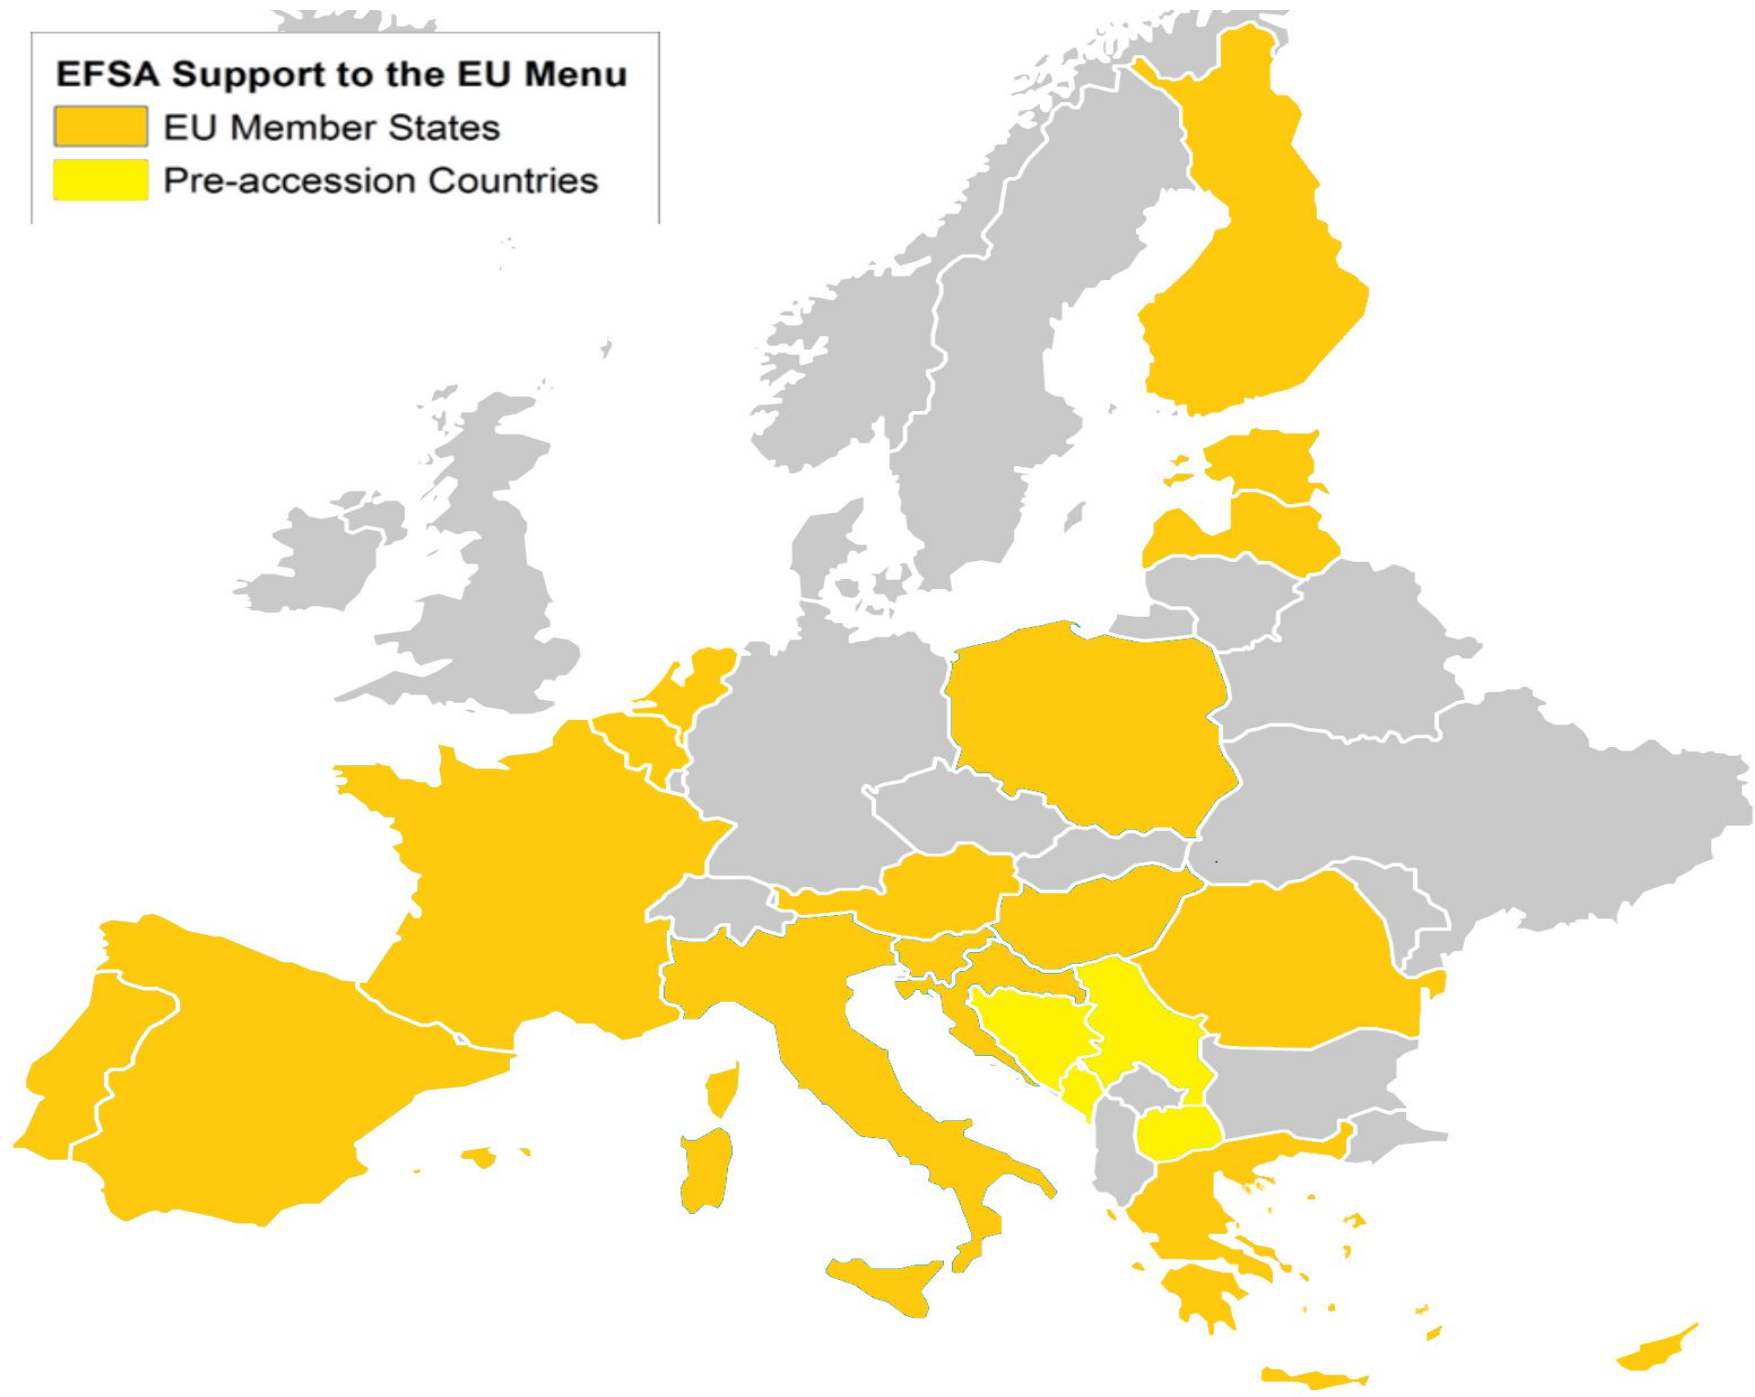 EFSA Support to the EU Menu
EU Member States
Pre-accession Countries